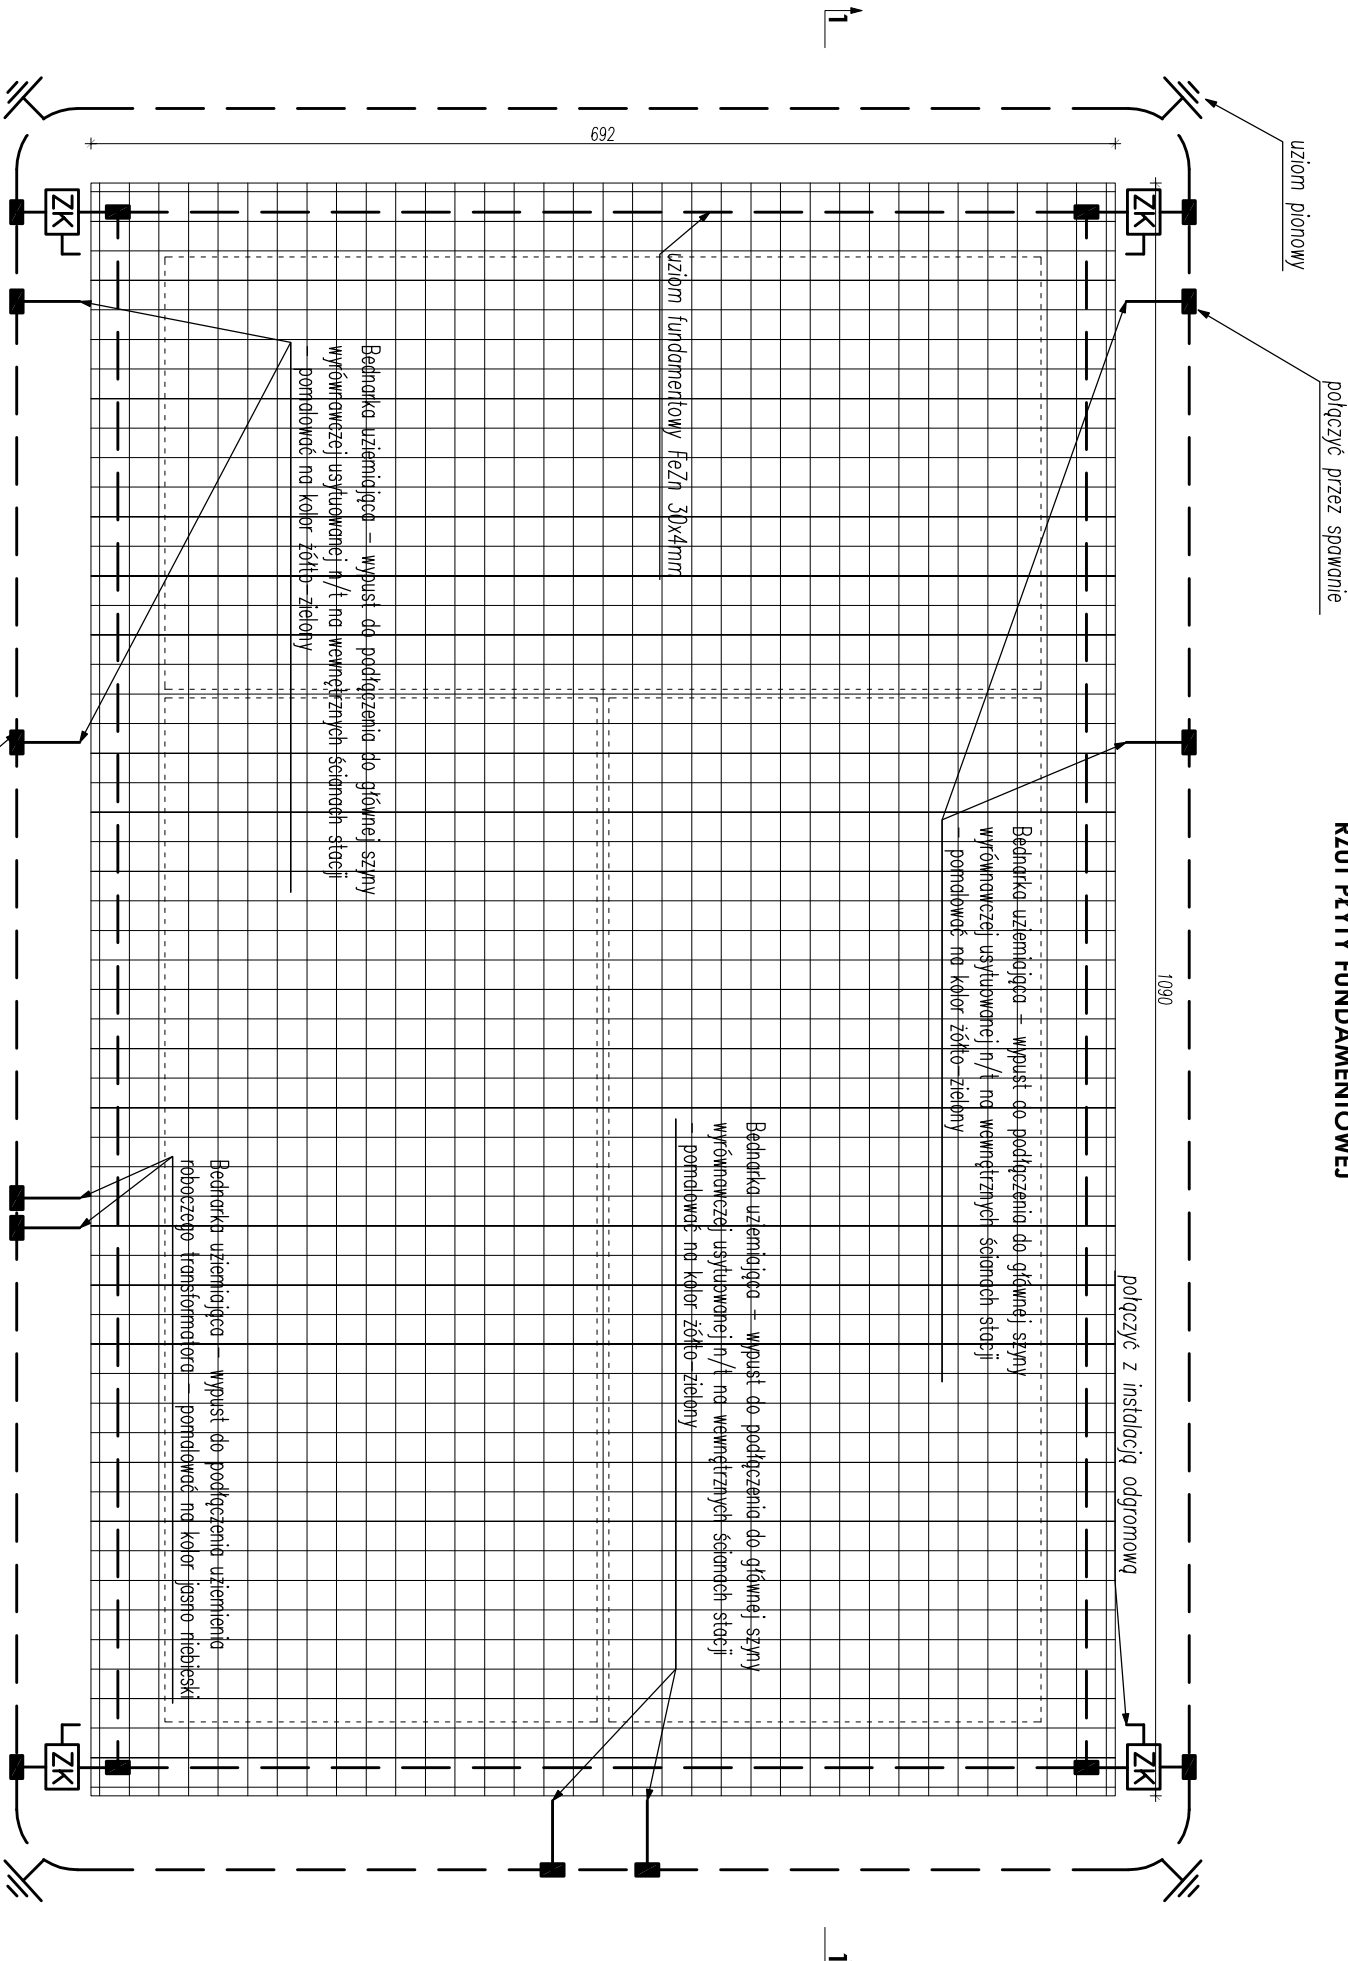 RZUT PŁYTY FUNDAMENTOWEJ
połączyć przez spawanie
uziom pionowy
1
1
1090
692
ZK
ZK
ZK
ZK
połączyć z instalacją odgromową
Bednarka uziemiająca - wypust do podłączenia do głównej szyny
wyrównawczej usytuowanej n/t na wewnętrznych ścianach stacji
- pomalować na kolor żółto-zielony
uziom fundamentowy FeZn 30x4mm
Bednarka uziemiająca - wypust do podłączenia do głównej szyny
wyrównawczej usytuowanej n/t na wewnętrznych ścianach stacji
- pomalować na kolor żółto-zielony
Bednarka uziemiająca - wypust do podłączenia do głównej szyny
wyrównawczej usytuowanej n/t na wewnętrznych ścianach stacji
- pomalować na kolor żółto-zielony
Bednarka uziemiająca - wypust do podłączenia uziemienia
roboczego transformatora - pomalować na kolor jasno niebieski